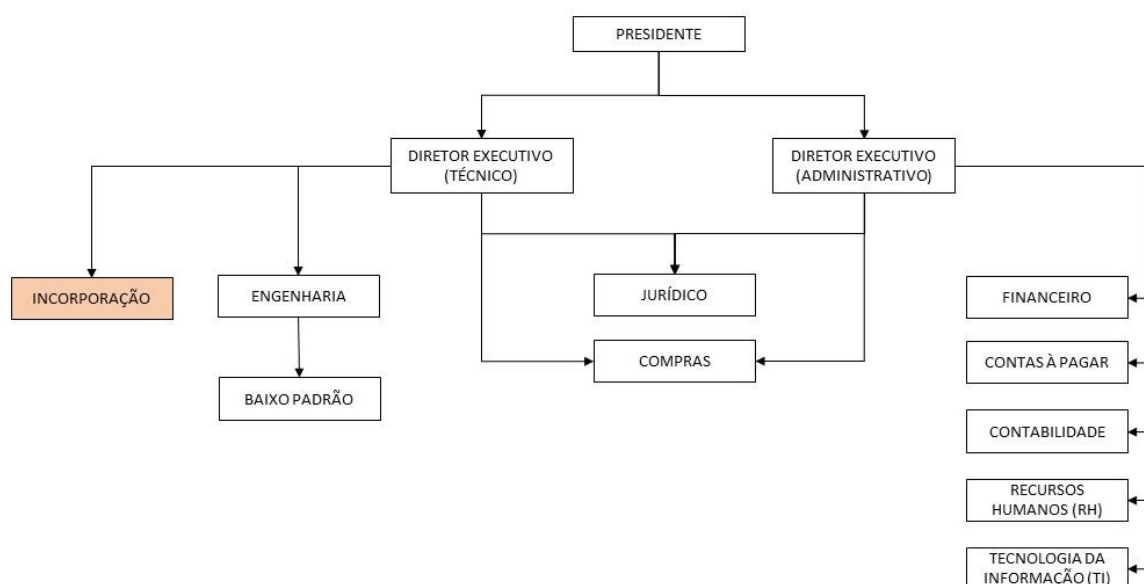 PRESIDENTE
DIRETOR EXECUTIVO
(TÉCNICO)
DIRETOR EXECUTIVO
(ADMINISTRATIVO)
INCORPORAÇÃO
ENGENHARIA
JURÍDICO
FINANCEIRO
COMPRAS
CONTAS À PAGAR
BAIXO PADRÃO
CONTABILIDADE
RECURSOS
HUMANOS (RH)
TECNOLOGIA DA
INFORMAÇÃO (TI)